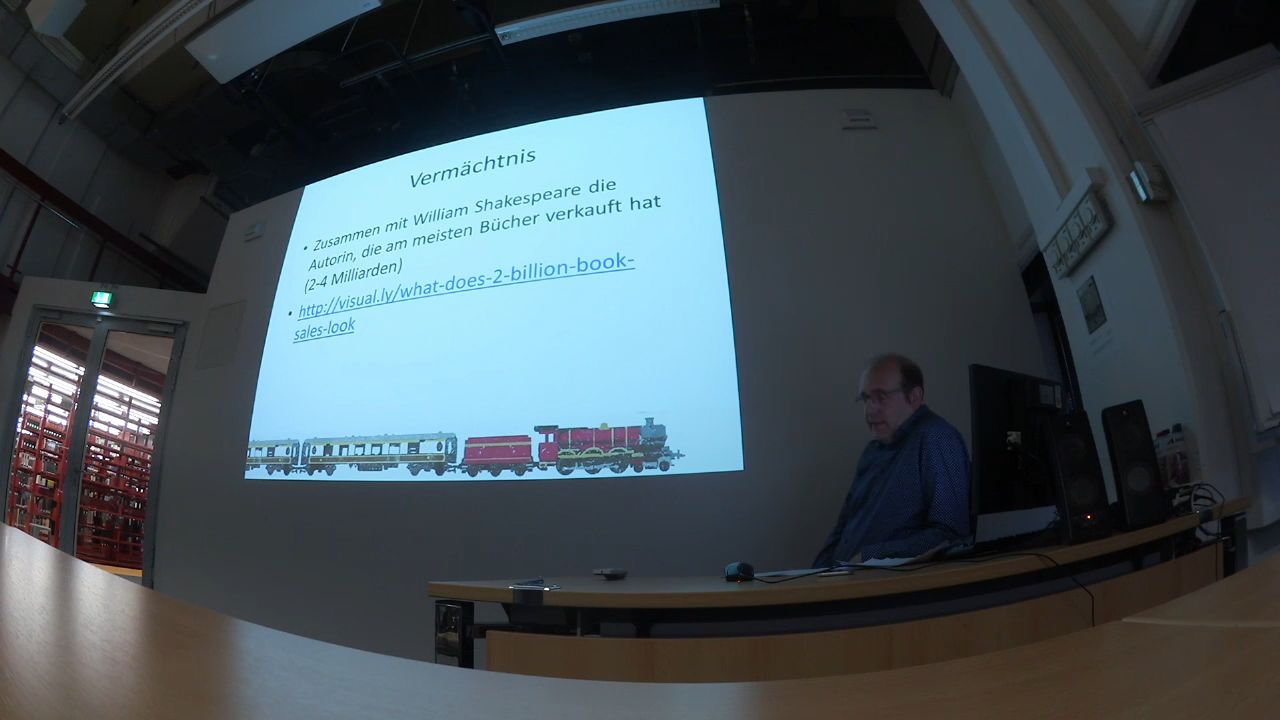 Vermächtnis
• Zusammen mit William Shakespeare die
Autorin, die am meisten Bücher verkauft hat
(2-4 Milliarden)
• http://visual.ly/what-does-2-billion-book-
sales-look